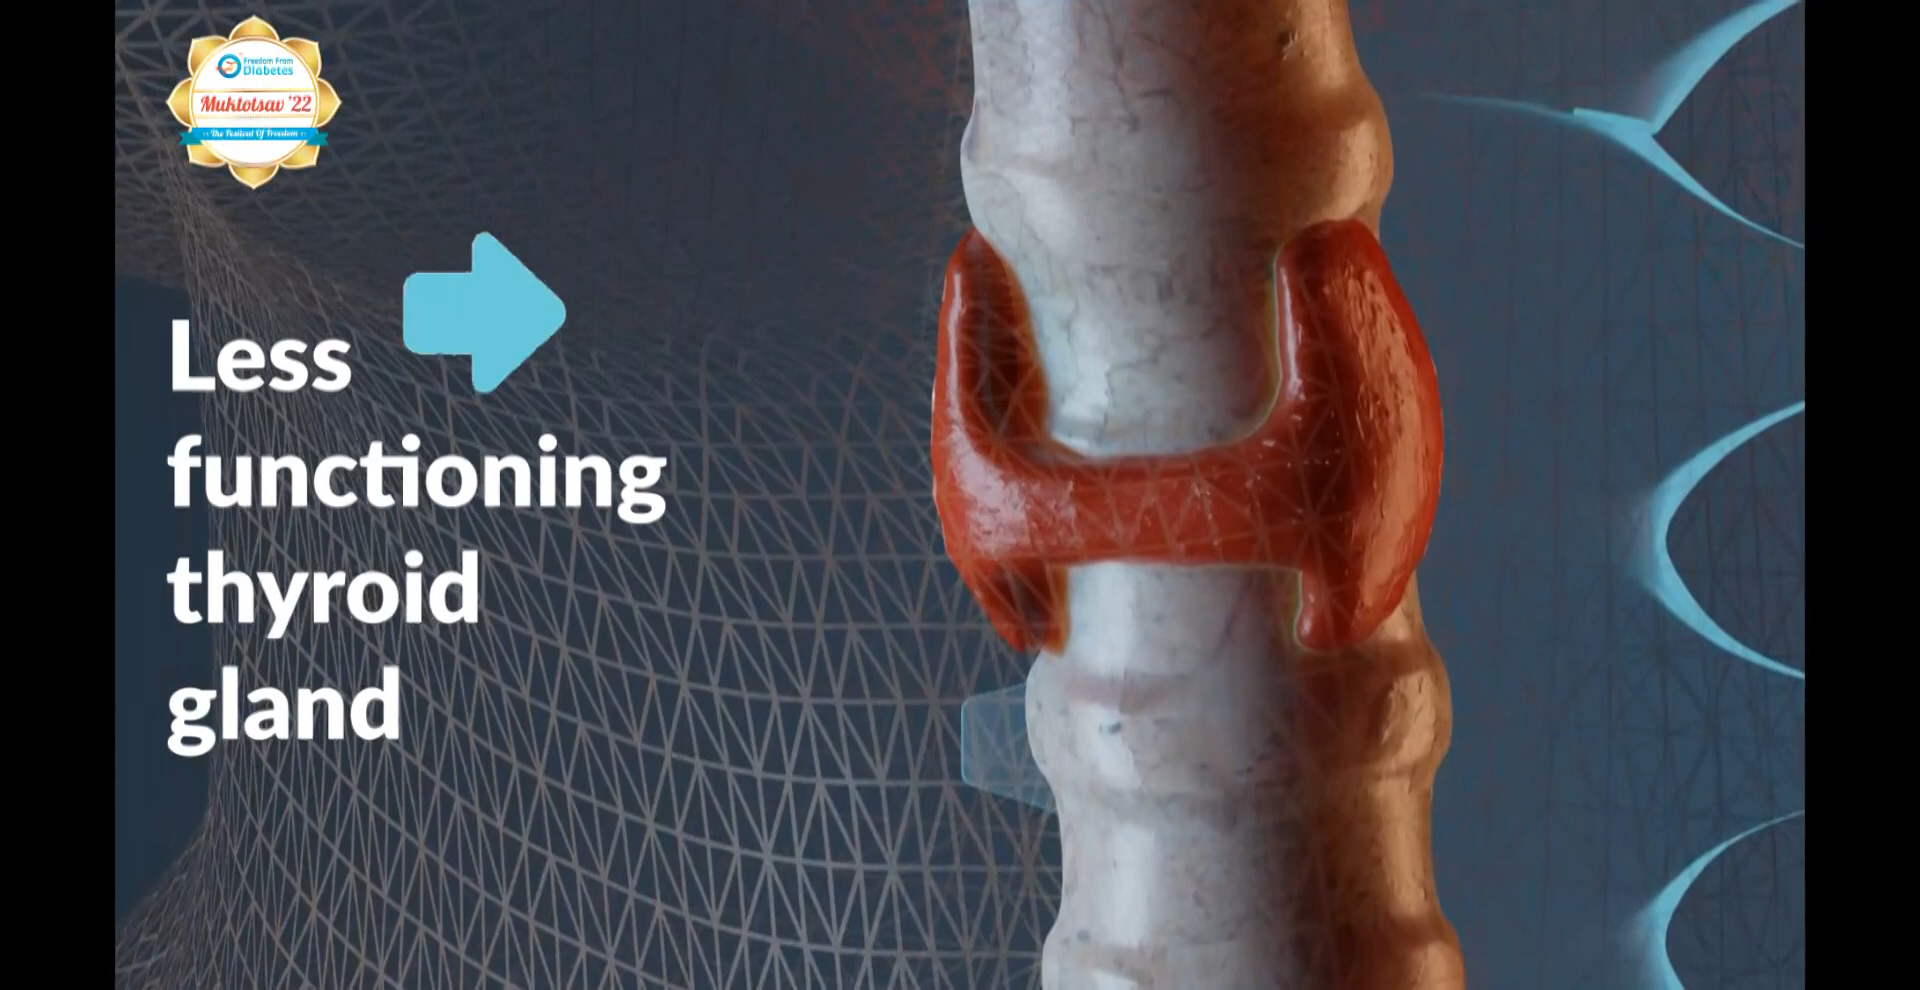 Freedom From
Diabetes
Muktotsav '22
The Festival Of Freedom
Less
functioning
thyroid
gland